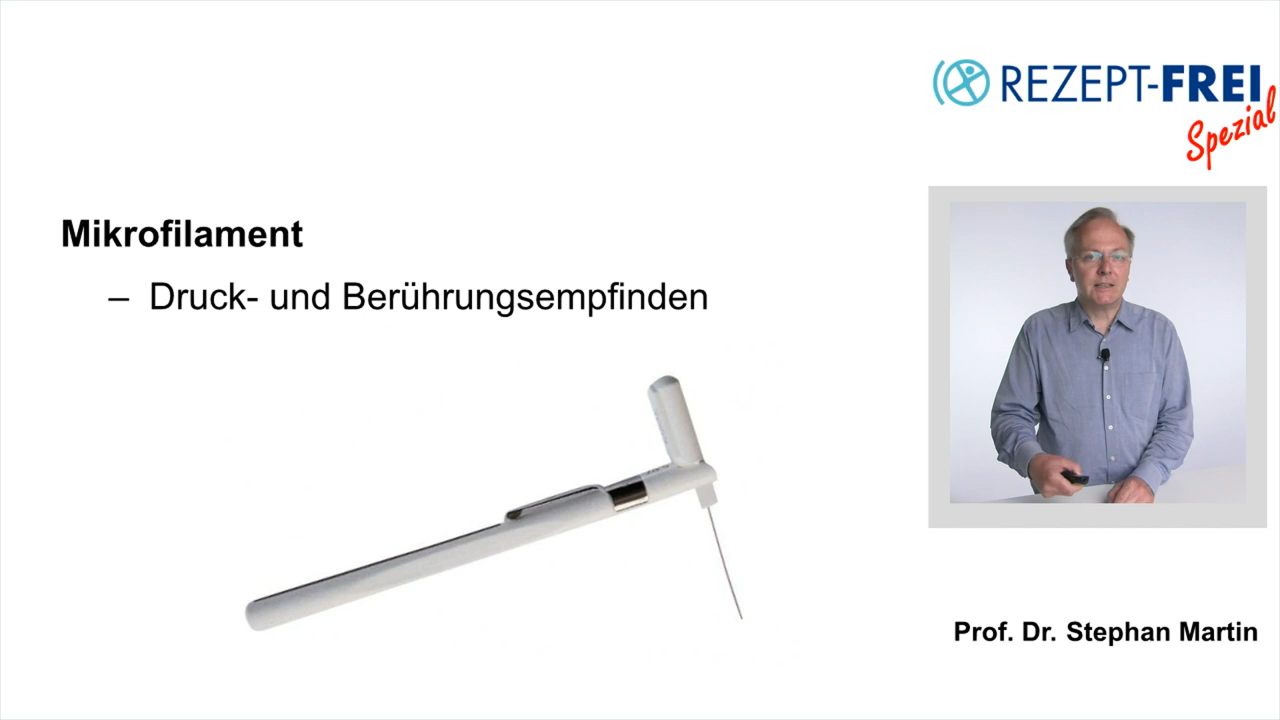 REZEPT-FREI
Spezial
Mikrofilament
– Druck- und Berührungsempfinden
Prof. Dr. Stephan Martin